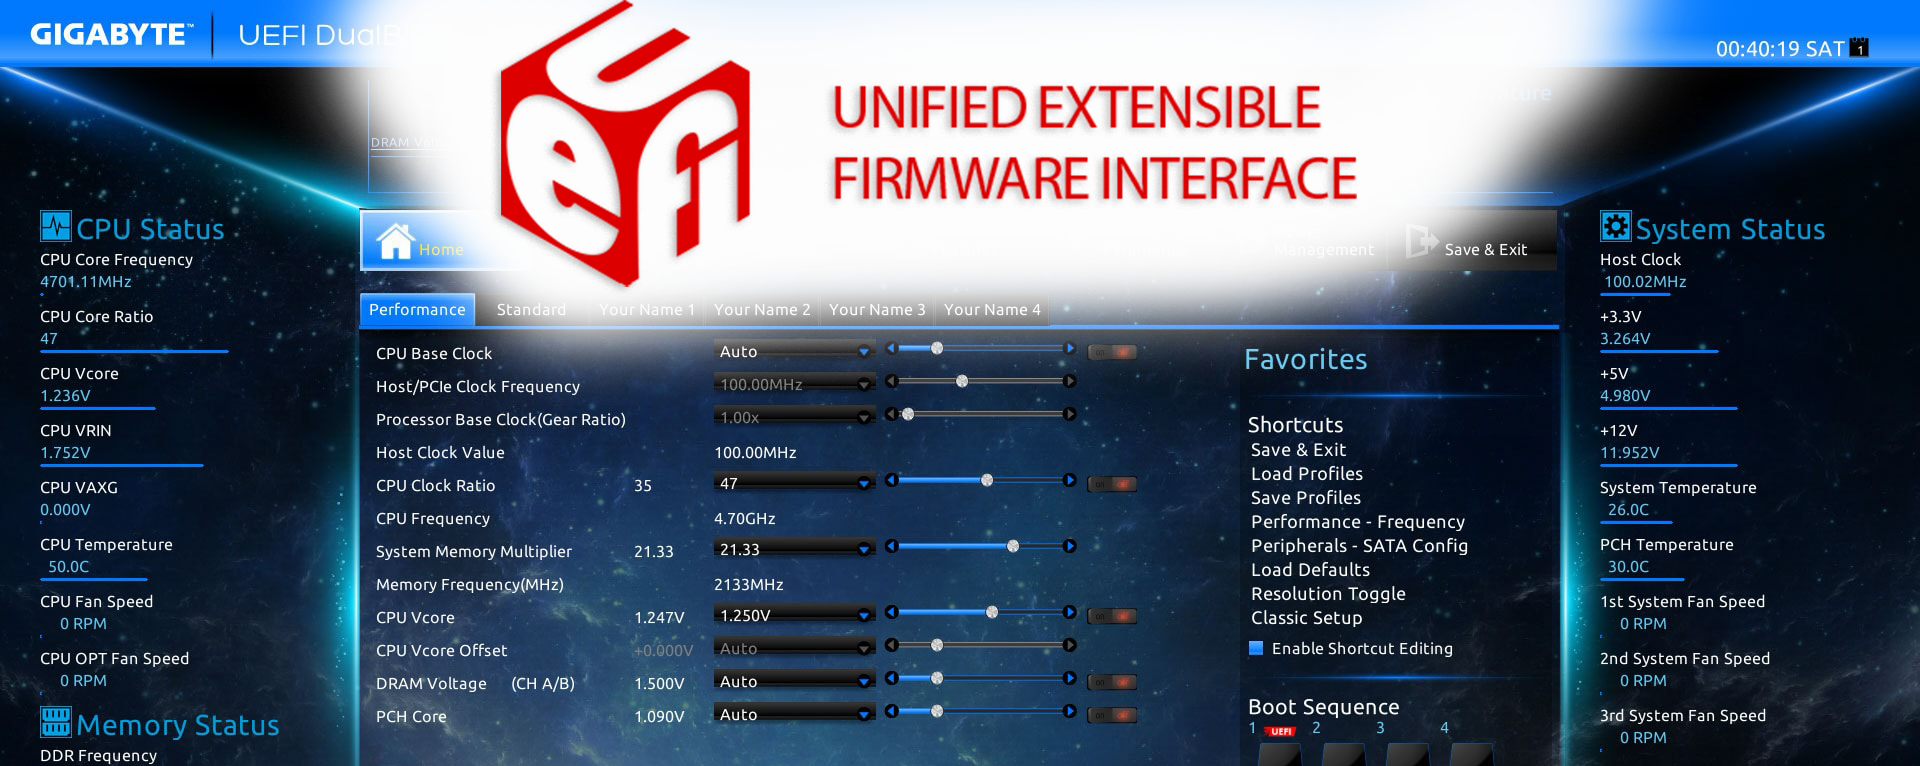 GIGABYTE™
UEFI DualB
00:40:19 SAT 1
uefi
UNIFIED EXTENSIBLE
FIRMWARE INTERFACE
DRAM
Home
Management
Save & Exit
CPU Status
CPU Core Frequency
4701.11MHz
CPU Core Ratio
47
CPU Vcore
1.236V
CPU VRIN
1.752V
CPU VAXG
0.000V
CPU Temperature
50.0C
CPU Fan Speed
0 RPM
CPU OPT Fan Speed
0 RPM
Memory Status
DDR Frequency
Performance Standard Your Name 1 Your Name 2 Your Name 3 Your Name 4
CPU Base Clock Auto
Host/PCIe Clock Frequency 100.00MHz
Processor Base Clock(Gear Ratio) 1.00x
Host Clock Value 100.00MHz
CPU Clock Ratio 35 47
CPU Frequency 4.70GHz
System Memory Multiplier 21.33 21.33
Memory Frequency(MHz) 2133MHz
CPU Vcore 1.247V 1.250V
CPU Vcore Offset +0.000V Auto
DRAM Voltage (CH A/B) 1.500V Auto
PCH Core 1.090V Auto
Favorites
Shortcuts
Save & Exit
Load Profiles
Save Profiles
Performance - Frequency
Peripherals - SATA Config
Load Defaults
Resolution Toggle
Classic Setup
Enable Shortcut Editing
Boot Sequence
1 UEFI 2 3 4
System Status
Host Clock
100.02MHz
+3.3V
3.264V
+5V
4.980V
+12V
11.952V
System Temperature
26.0C
PCH Temperature
30.0C
1st System Fan Speed
0 RPM
2nd System Fan Speed
0 RPM
3rd System Fan Speed
0 RPM